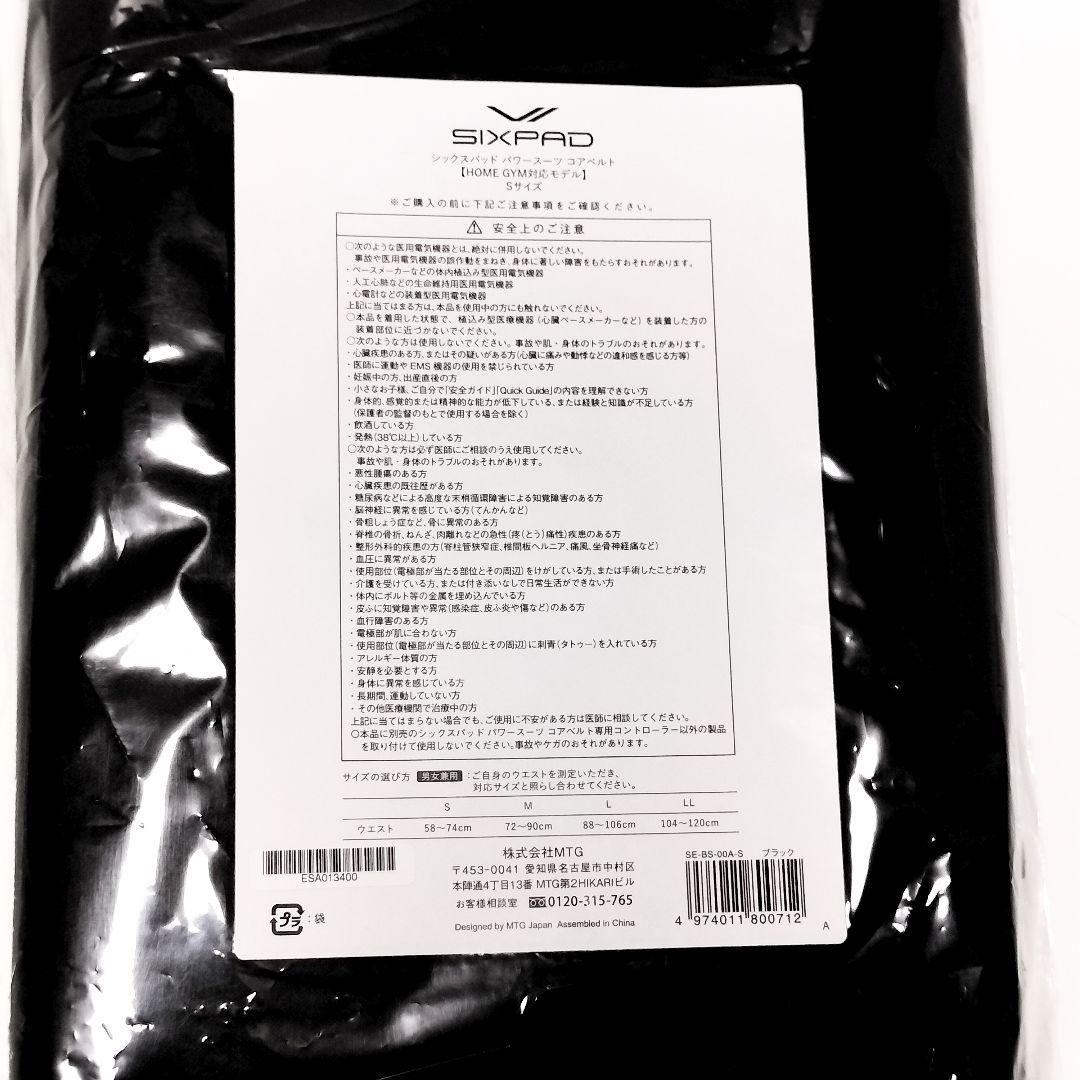 SIXPAD
シックスパッド パワースーツ コアベルト
【HOME GYM対応モデル】
Sサイズ
※ご購入の前に下記ご注意事項をご確認ください。
⚠ 安全上のご注意
○次のような医用電気機器とは、絶対に併用しないでください。
事故や医用電気機器の誤作動をまねき、身体に著しい障害をもたらすおそれがあります。
・ペースメーカーなどの体内植込み型医用電気機器
・人工心肺などの生命維持用医用電気機器
・心電計などの装着型医用電気機器
上記に当てはまる方は、本品を使用中の方にも触れないでください。
○本品を着用した状態で、植込み型医療機器（心臓ペースメーカーなど）を装着した方の
装着部位に近づかないでください。
○次のような方は使用しないでください。事故や肌・身体のトラブルのおそれがあります。
・心臓疾患のある方、またはその疑いがある方（心臓に痛みや動悸などの違和感を感じる方等）
・医師に運動や EMS 機器の使用を禁じられている方
・妊娠中の方、出産直後の方
・小さなお子様、ご自分で「安全ガイド」「Quick Guide」の内容を理解できない方
・身体的、感覚的または精神的な能力が低下している、または経験と知識が不足している方
（保護者の監督のもとで使用する場合を除く）
・飲酒している方
・発熱（38℃以上）している方
○次のような方は必ず医師にご相談のうえ使用してください。
事故や肌・身体のトラブルのおそれがあります。
・悪性腫瘍のある方
・心臓疾患の既往歴がある方
・糖尿病などによる高度な末梢循環障害による知覚障害のある方
・脳神経に異常を感じている方（てんかんなど）
・骨粗しょう症など、骨に異常のある方
・脊椎の骨折、ねんざ、肉離れなどの急性（疼（とう）痛性）疾患のある方
・整形外科的疾患の方（脊柱管狭窄症、椎間板ヘルニア、痛風、坐骨神経痛など）
・血圧に異常がある方
・使用部位（電極部が当たる部位とその周辺）をけがしている方、または手術したことがある方
・介護を受けている方、または付き添いなしで日常生活ができない方
・体内にボルト等の金属を埋め込んでいる方
・皮ふに知覚障害や異常（感染症、皮ふ炎や傷など）のある方
・血行障害のある方
・電極部が肌に合わない方
・使用部位（電極部が当たる部位とその周辺）に刺青（タトゥー）を入れている方
・アレルギー体質の方
・安静を必要とする方
・身体に異常を感じている方
・長期間、運動していない方
・その他医療機関で治療中の方
上記に当てはまらない場合でも、ご使用に不安がある方は医師に相談してください。
○本品に別売のシックスパッド パワースーツ コアベルト専用コントローラー以外の製品
を取り付けて使用しないでください。事故やケガのおそれがあります。
サイズの選び方 男女兼用：ご自身のウエストを測定いただき、
対応サイズと照らし合わせてください。
S M L LL
ウエスト 58〜74cm 72〜90cm 88〜106cm 104〜120cm
ESA013400
プラ：袋
株式会社MTG
〒453-0041 愛知県名古屋市中村区
本陣通4丁目13番 MTG第2HIKARIビル
お客様相談室 0120-315-765
Designed by MTG Japan Assembled in China
SE-BS-00A-S ブラック
4 974011 800712
A